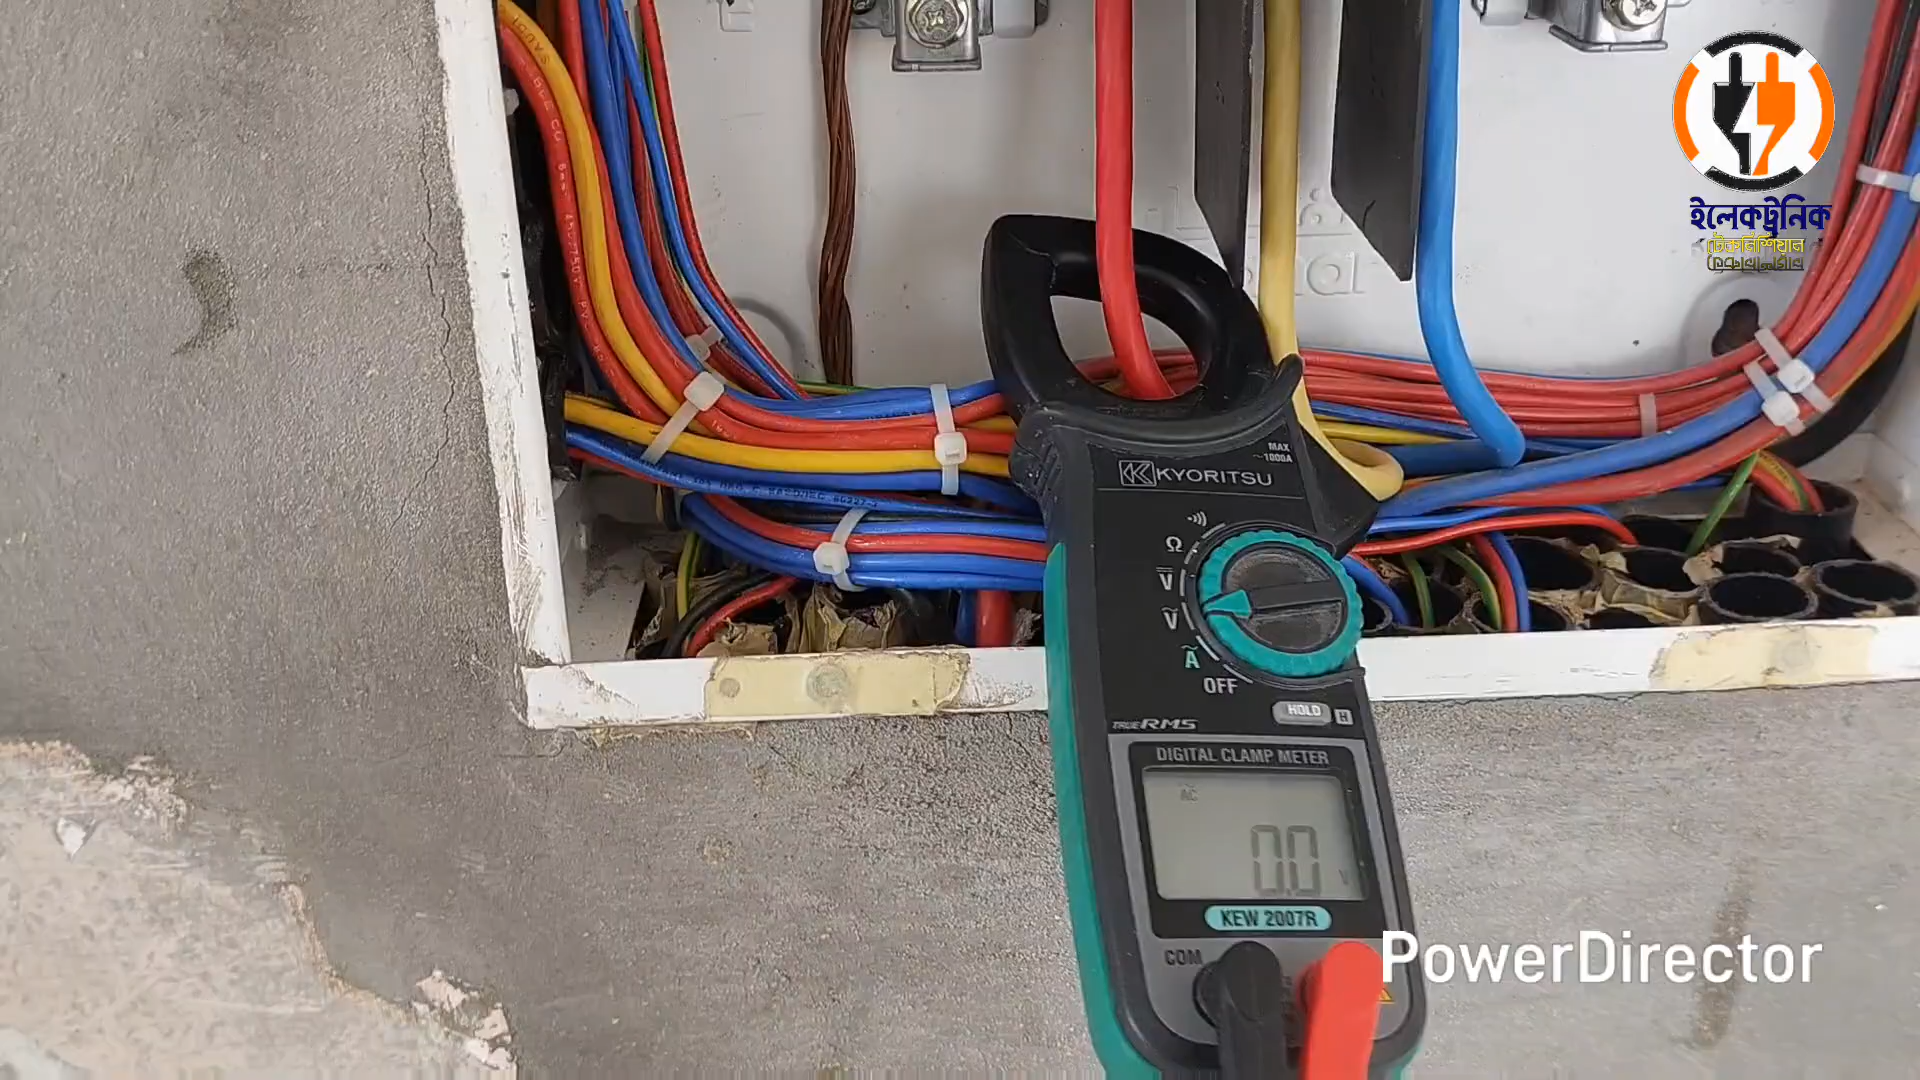 ইলেকট্রনিক
টেকনিশিয়ান
MAX
~1000A
KYORITSU
Ω
V
V
A
OFF
HOLD H
TRUE RMS
DIGITAL CLAMP METER
AC
0.0
V
KEW 2007R
COM
PowerDirector